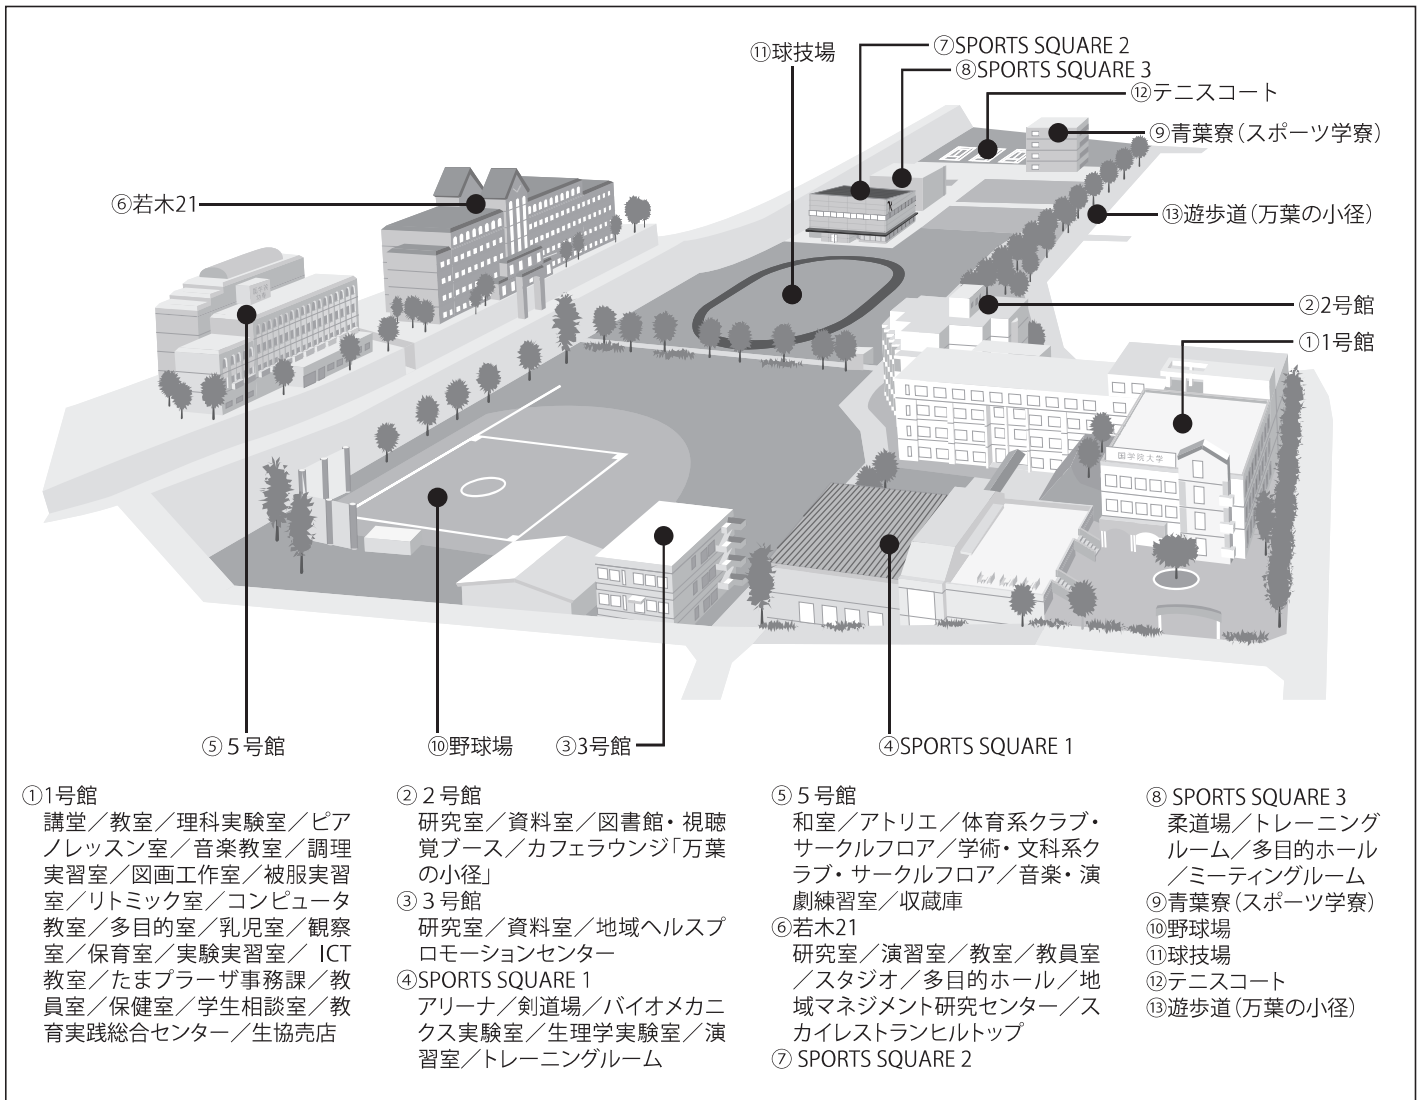 ⑪球技場
⑦SPORTS SQUARE 2
⑧SPORTS SQUARE 3
⑫テニスコート
⑨青葉寮(スポーツ学寮)
⑥若木21
⑬遊歩道(万葉の小径)
②2号館
①1号館
国学院大学
⑤５号館
⑩野球場
③3号館
④SPORTS SQUARE 1
①1号館
講堂／教室／理科実験室／ピア
ノレッスン室／音楽教室／調理
実習室／図画工作室／被服実習
室／リトミック室／コンピュータ
教室／多目的室／乳児室／観察
室／保育室／実験実習室／ ICT
教室／たまプラーザ事務課／教
員室／保健室／学生相談室／教
育実践総合センター／生協売店
②２号館
研究室／資料室／図書館・視聴
覚ブース／カフェラウンジ「万葉
の小径」
③３号館
研究室／資料室／地域ヘルスプ
ロモーションセンター
④SPORTS SQUARE 1
アリーナ／剣道場／バイオメカニ
クス実験室／生理学実験室／演
習室／トレーニングルーム
⑤５号館
和室／アトリエ／体育系クラブ・
サークルフロア／学術・文科系ク
ラブ・サークルフロア／音楽・演
劇練習室／収蔵庫
⑥若木21
研究室／演習室／教室／教員室
／スタジオ／多目的ホール／地
域マネジメント研究センター／ス
カイレストランヒルトップ
⑦ SPORTS SQUARE 2
⑧ SPORTS SQUARE 3
柔道場／トレーニング
ルーム／多目的ホール
／ミーティングルーム
⑨青葉寮(スポーツ学寮)
⑩野球場
⑪球技場
⑫テニスコート
⑬遊歩道(万葉の小径)